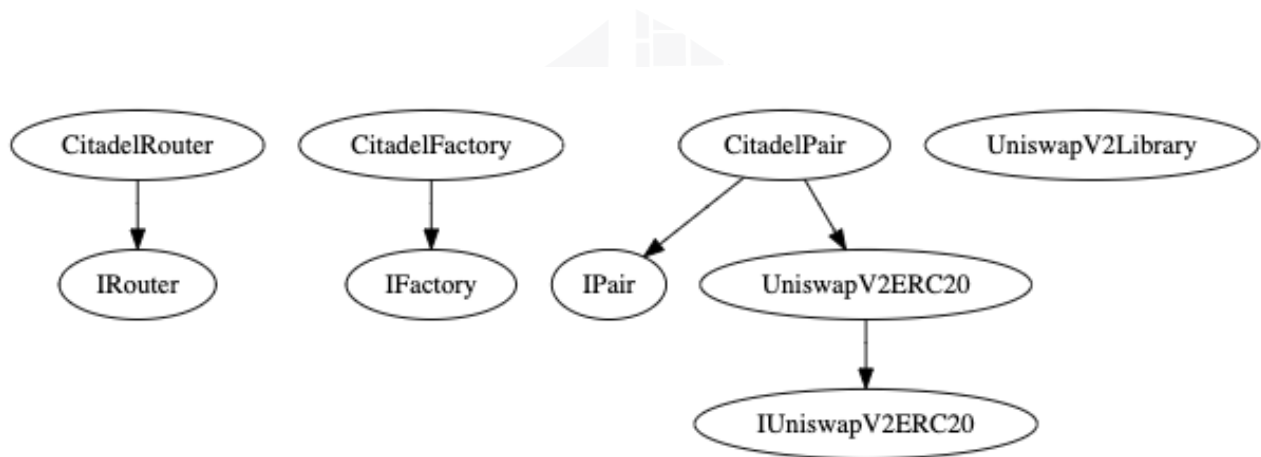 CitadelRouter
CitadelFactory
CitadelPair
UniswapV2Library
IRouter
IFactory
IPair
UniswapV2ERC20
IUniswapV2ERC20